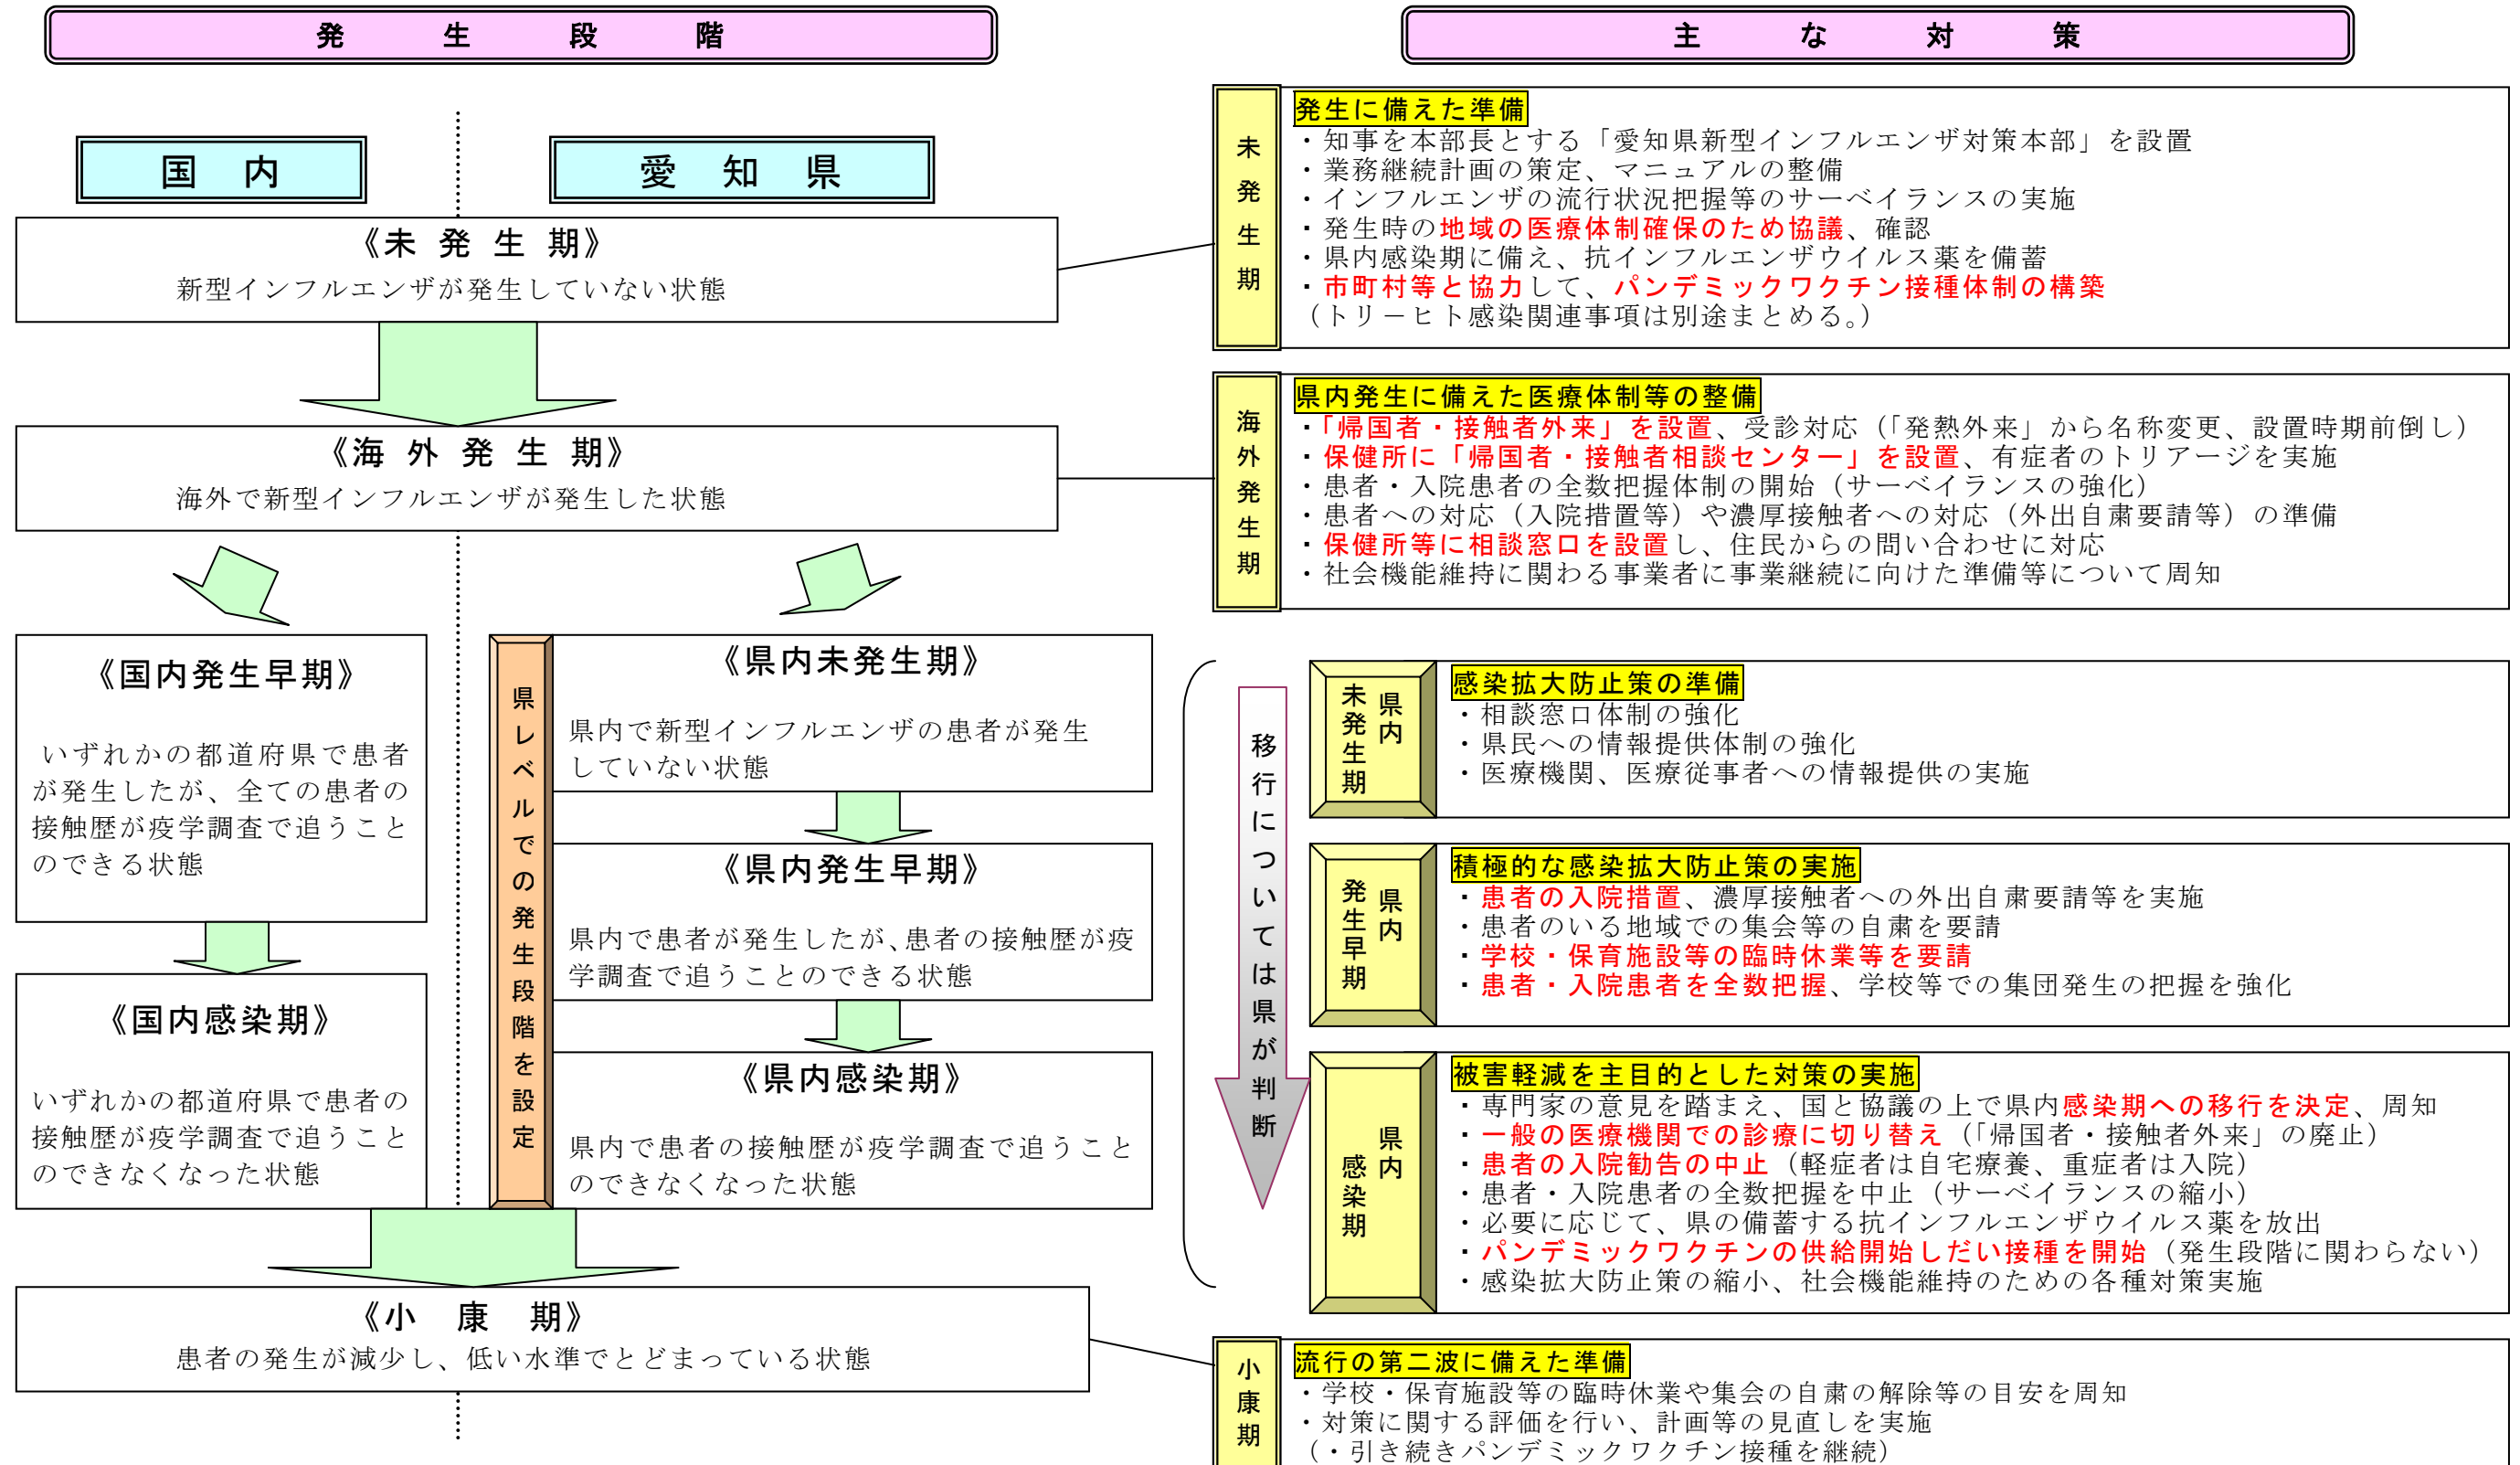 発生段階
主な対策
国内
愛知県
《未発生期》
新型インフルエンザが発生していない状態
《海外発生期》
海外で新型インフルエンザが発生した状態
《国内発生早期》
いずれかの都道府県で患者
が発生したが、全ての患者の
接触歴が疫学調査で追うこと
のできる状態
《国内感染期》
いずれかの都道府県で患者の
接触歴が疫学調査で追うこと
のできなくなった状態
県レベルでの発生段階を設定
《県内未発生期》
県内で新型インフルエンザの患者が発生
していない状態
《県内発生早期》
県内で患者が発生したが、患者の接触歴が疫
学調査で追うことのできる状態
《県内感染期》
県内で患者の接触歴が疫学調査で追うこと
のできなくなった状態
《小康期》
患者の発生が減少し、低い水準でとどまっている状態
未発生期
発生に備えた準備
・知事を本部長とする「愛知県新型インフルエンザ対策本部」を設置
・業務継続計画の策定、マニュアルの整備
・インフルエンザの流行状況把握等のサーベイランスの実施
・発生時の地域の医療体制確保のため協議、確認
・県内感染期に備え、抗インフルエンザウイルス薬を備蓄
・市町村等と協力して、パンデミックワクチン接種体制の構築
（トリーヒト感染関連事項は別途まとめる。）
海外発生期
県内発生に備えた医療体制等の整備
・「帰国者・接触者外来」を設置、受診対応（「発熱外来」から名称変更、設置時期前倒し）
・保健所に「帰国者・接触者相談センター」を設置、有症者のトリアージを実施
・患者・入院患者の全数把握体制の開始（サーベイランスの強化）
・患者への対応（入院措置等）や濃厚接触者への対応（外出自粛要請等）の準備
・保健所等に相談窓口を設置し、住民からの問い合わせに対応
・社会機能維持に関わる事業者に事業継続に向けた準備等について周知
移行については県が判断
県内
未発生期
感染拡大防止策の準備
・相談窓口体制の強化
・県民への情報提供体制の強化
・医療機関、医療従事者への情報提供の実施
県内
発生早期
積極的な感染拡大防止策の実施
・患者の入院措置、濃厚接触者への外出自粛要請等を実施
・患者のいる地域での集会等の自粛を要請
・学校・保育施設等の臨時休業等を要請
・患者・入院患者を全数把握、学校等での集団発生の把握を強化
県内
感染期
被害軽減を主目的とした対策の実施
・専門家の意見を踏まえ、国と協議の上で県内感染期への移行を決定、周知
・一般の医療機関での診療に切り替え（「帰国者・接触者外来」の廃止）
・患者の入院勧告の中止（軽症者は自宅療養、重症者は入院）
・患者・入院患者の全数把握を中止（サーベイランスの縮小）
・必要に応じて、県の備蓄する抗インフルエンザウイルス薬を放出
・パンデミックワクチンの供給開始しだい接種を開始（発生段階に関わらない）
・感染拡大防止策の縮小、社会機能維持のための各種対策実施
小康期
流行の第二波に備えた準備
・学校・保育施設等の臨時休業や集会の自粛の解除等の目安を周知
・対策に関する評価を行い、計画等の見直しを実施
（・引き続きパンデミックワクチン接種を継続）